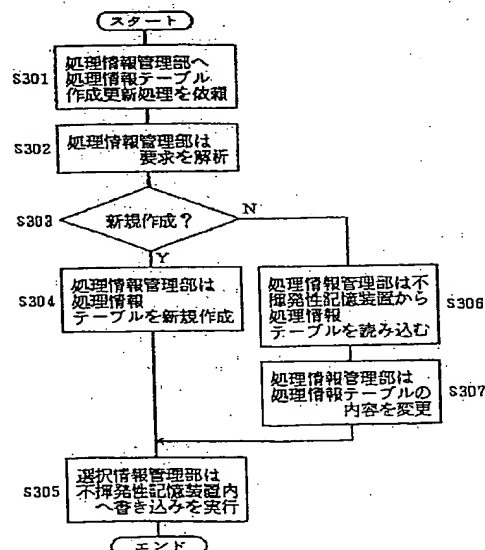 スタート
S301
処理情報管理部へ
処理情報テーブル
作成更新処理を依頼
S302
処理情報管理部は
要求を解析
S303
新規作成？
N
Y
S304
処理情報管理部は
処理情報
テーブルを新規作成
処理情報管理部は不
揮発性記憶装置から
処理情報
テーブルを読み込む
S306
処理情報管理部は
処理情報テーブルの
内容を変更
S307
S305
選択情報管理部は
不揮発性記憶装置内
へ書き込みを実行
エンド